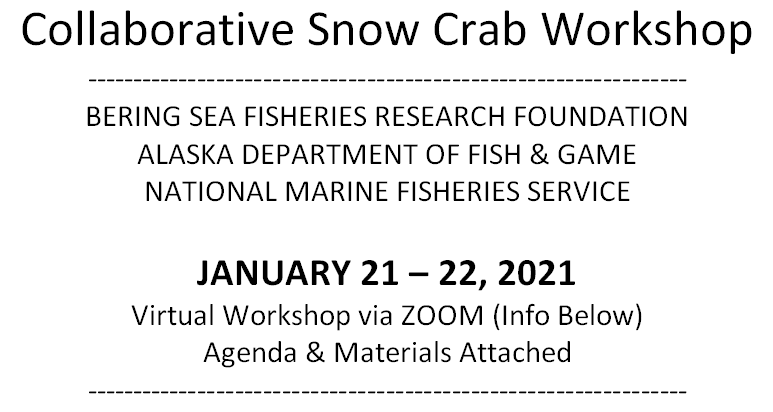 Collaborative Snow Crab Workshop
------------------------------------------------------------------
BERING SEA FISHERIES RESEARCH FOUNDATION
ALASKA DEPARTMENT OF FISH & GAME
NATIONAL MARINE FISHERIES SERVICE
JANUARY 21 – 22, 2021
Virtual Workshop via ZOOM (Info Below)
Agenda & Materials Attached
------------------------------------------------------------------